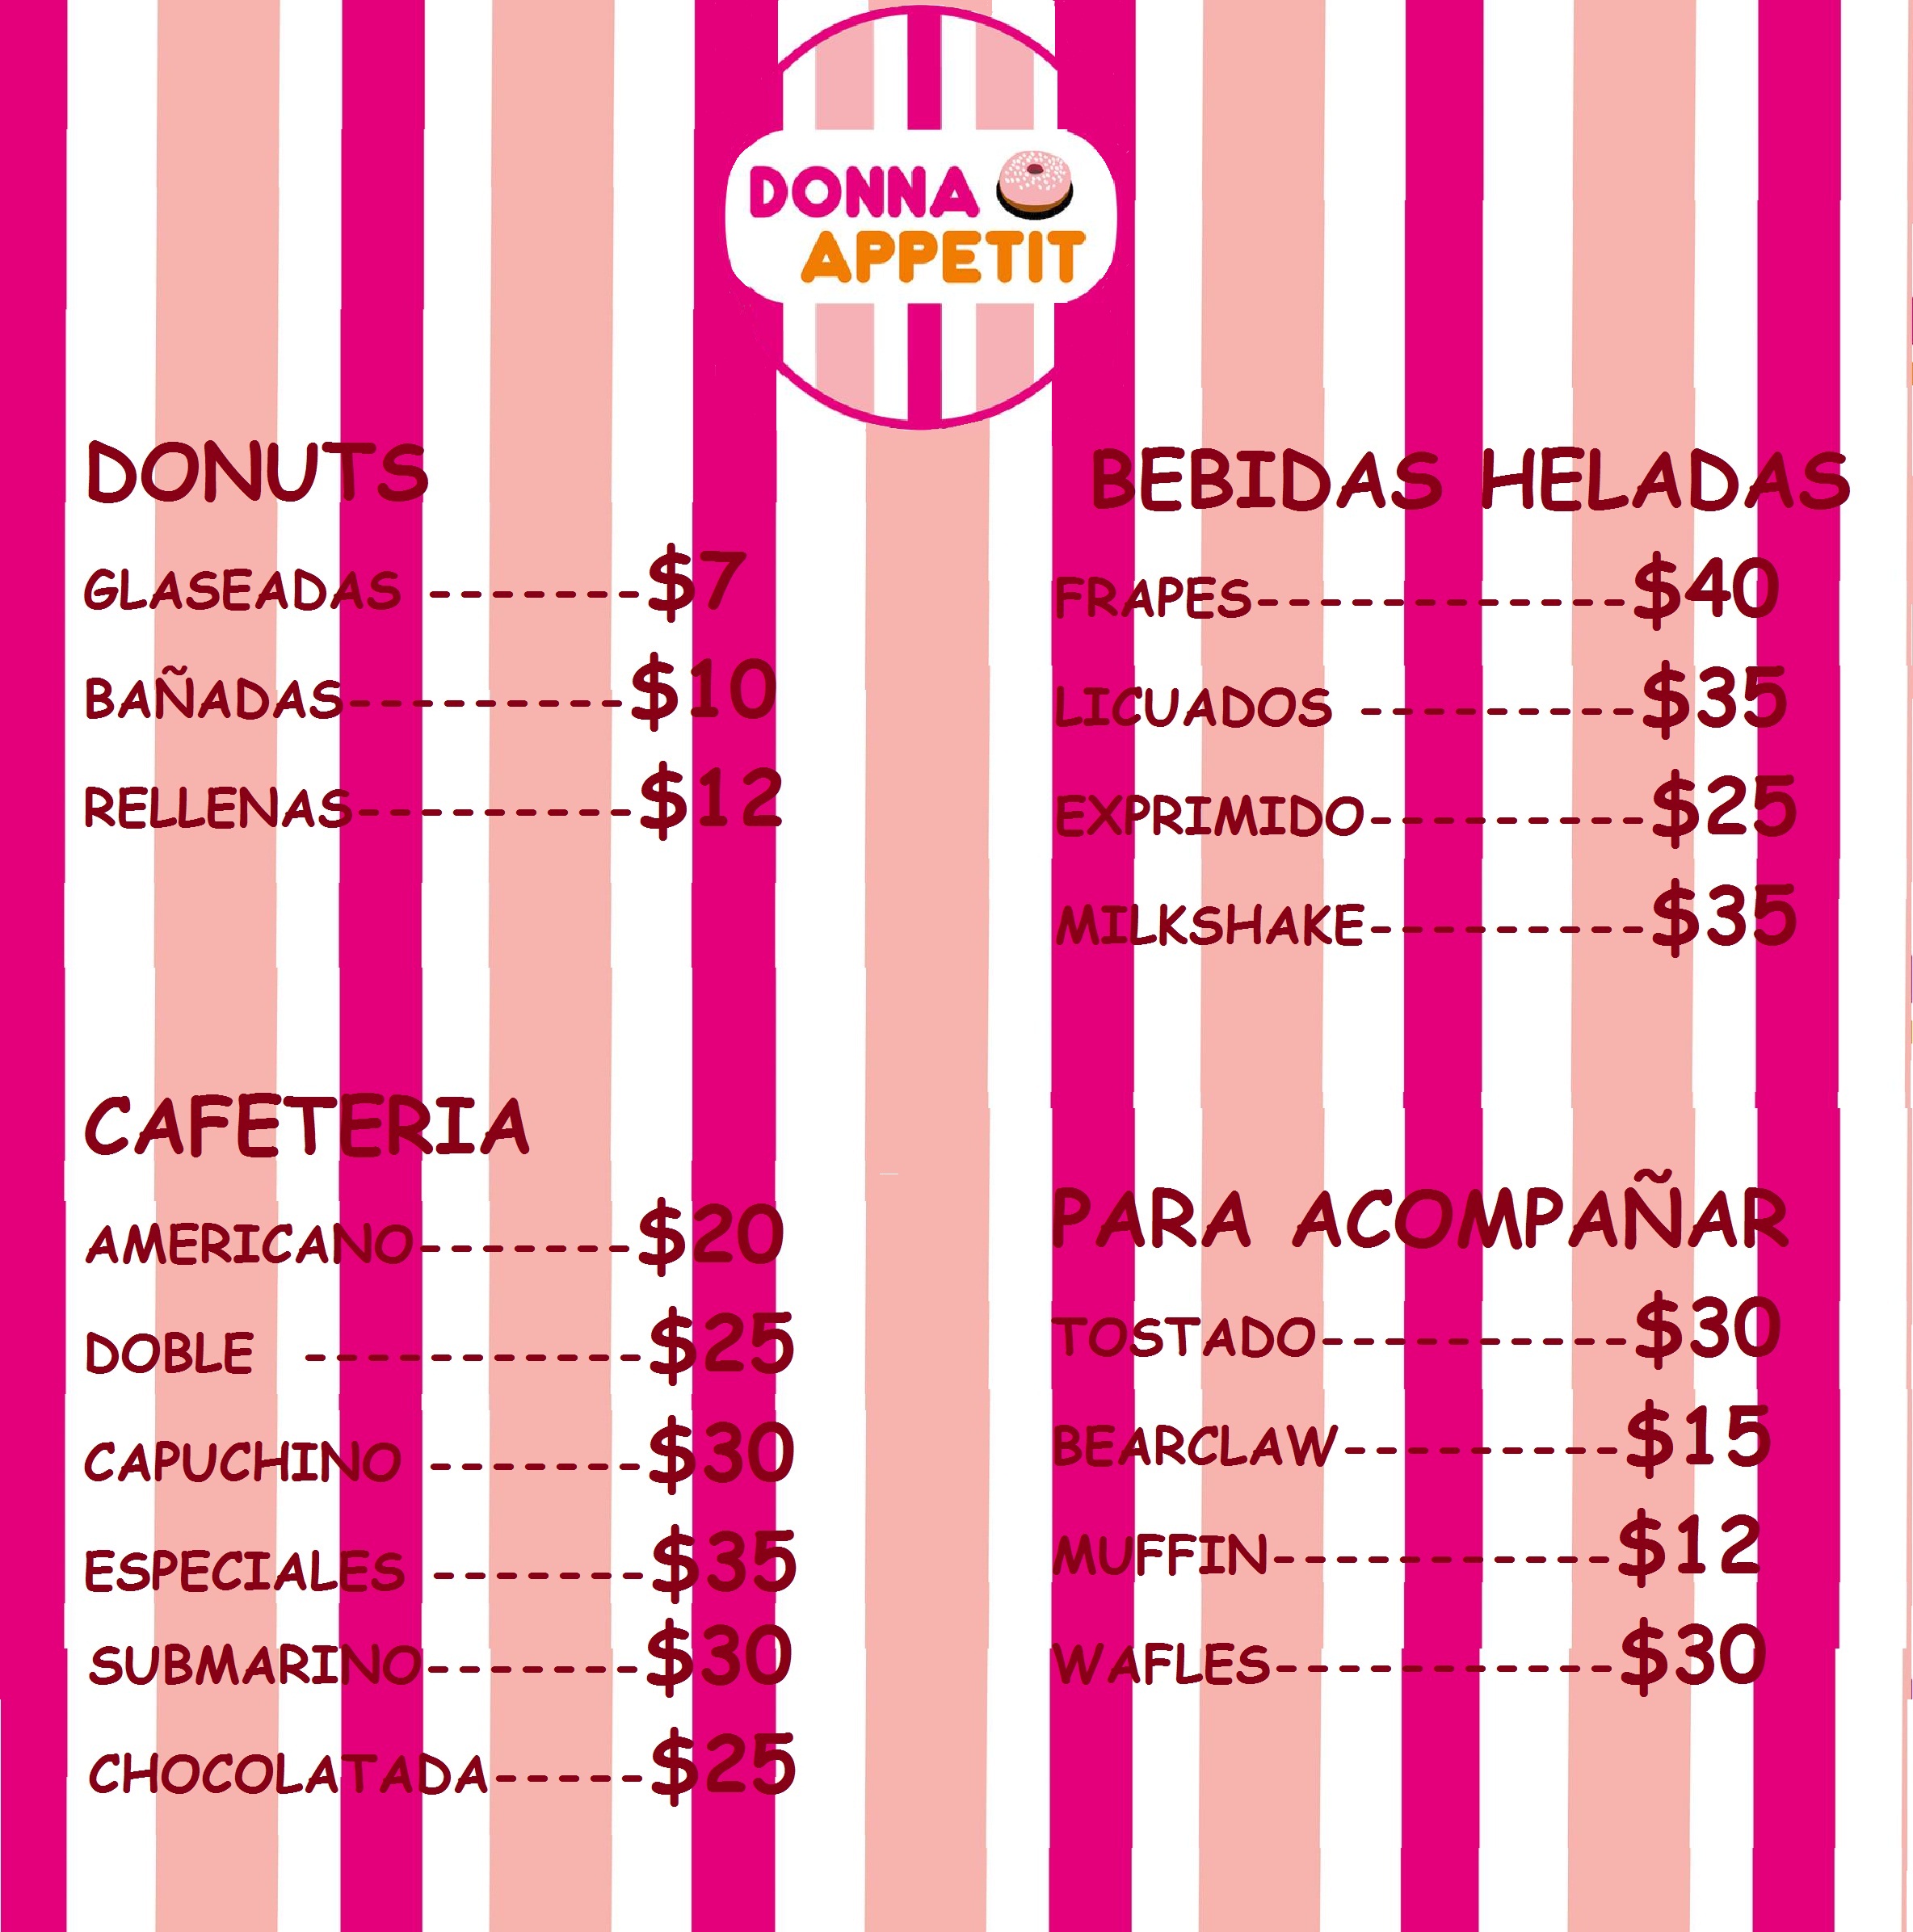 DONNA
APPETIT
DONUTS
GLASEADAS -------$7
BAÑADAS---------$10
RELLENAS---------$12
CAFETERIA
AMERICANO-------$20
DOBLE -----------$25
CAPUCHINO -------$30
ESPECIALES -------$35
SUBMARINO-------$30
CHOCOLATADA-----$25
BEBIDAS HELADAS
FRAPES------------$40
LICUADOS ---------$35
EXPRIMIDO---------$25
MILKSHAKE---------$35
PARA ACOMPAÑAR
TOSTADO----------$30
BEARCLAW---------$15
MUFFIN-----------$12
WAFLES-----------$30